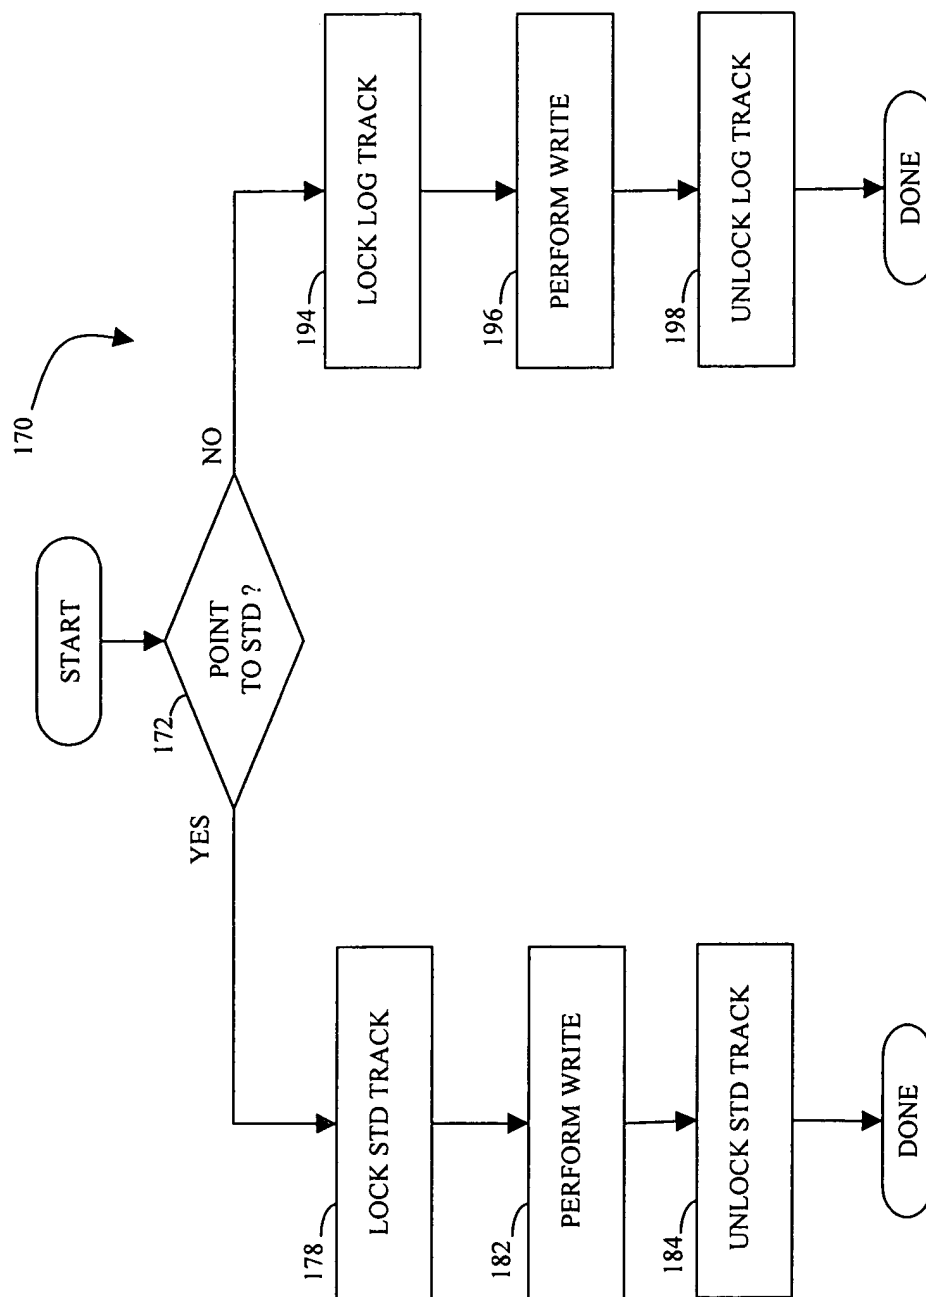 170
START
172
POINT
TO STD ?
YES
NO
178
LOCK STD TRACK
182
PERFORM WRITE
184
UNLOCK STD TRACK
DONE
194
LOCK LOG TRACK
196
PERFORM WRITE
198
UNLOCK LOG TRACK
DONE